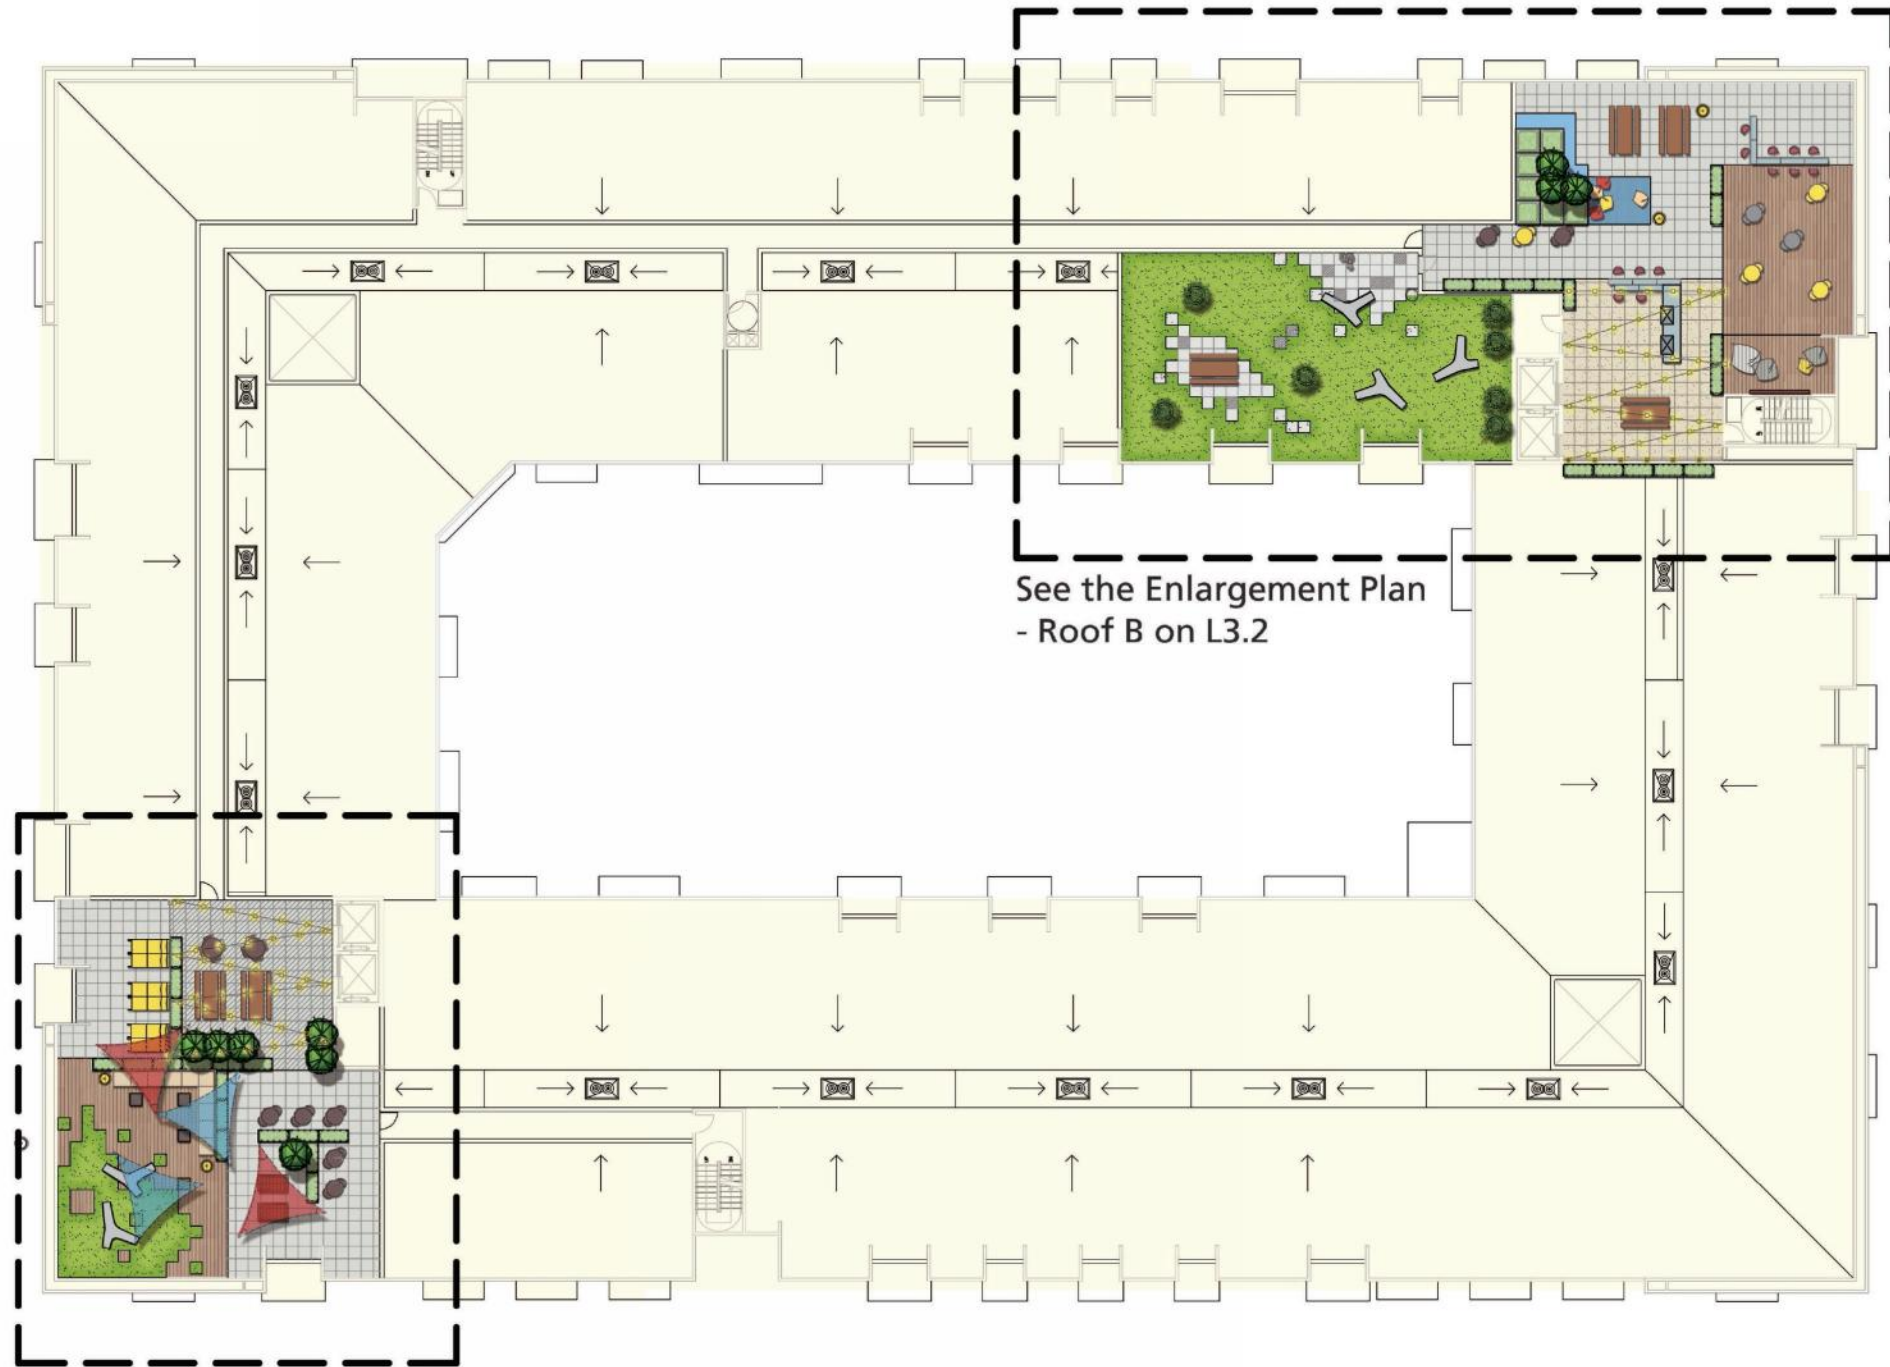 See the Enlargement Plan
- Roof B on L3.2